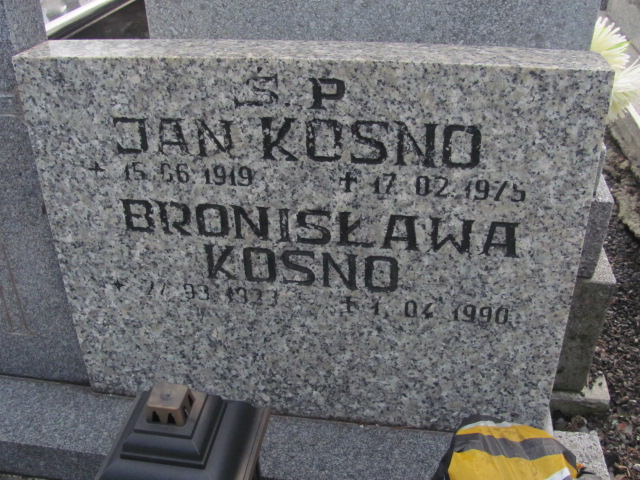 Ś. P
JAN KOSNO
15 06 1919 + 17.02.1975
BRONISŁAWA
KOSNO
+ 1. 04 1990